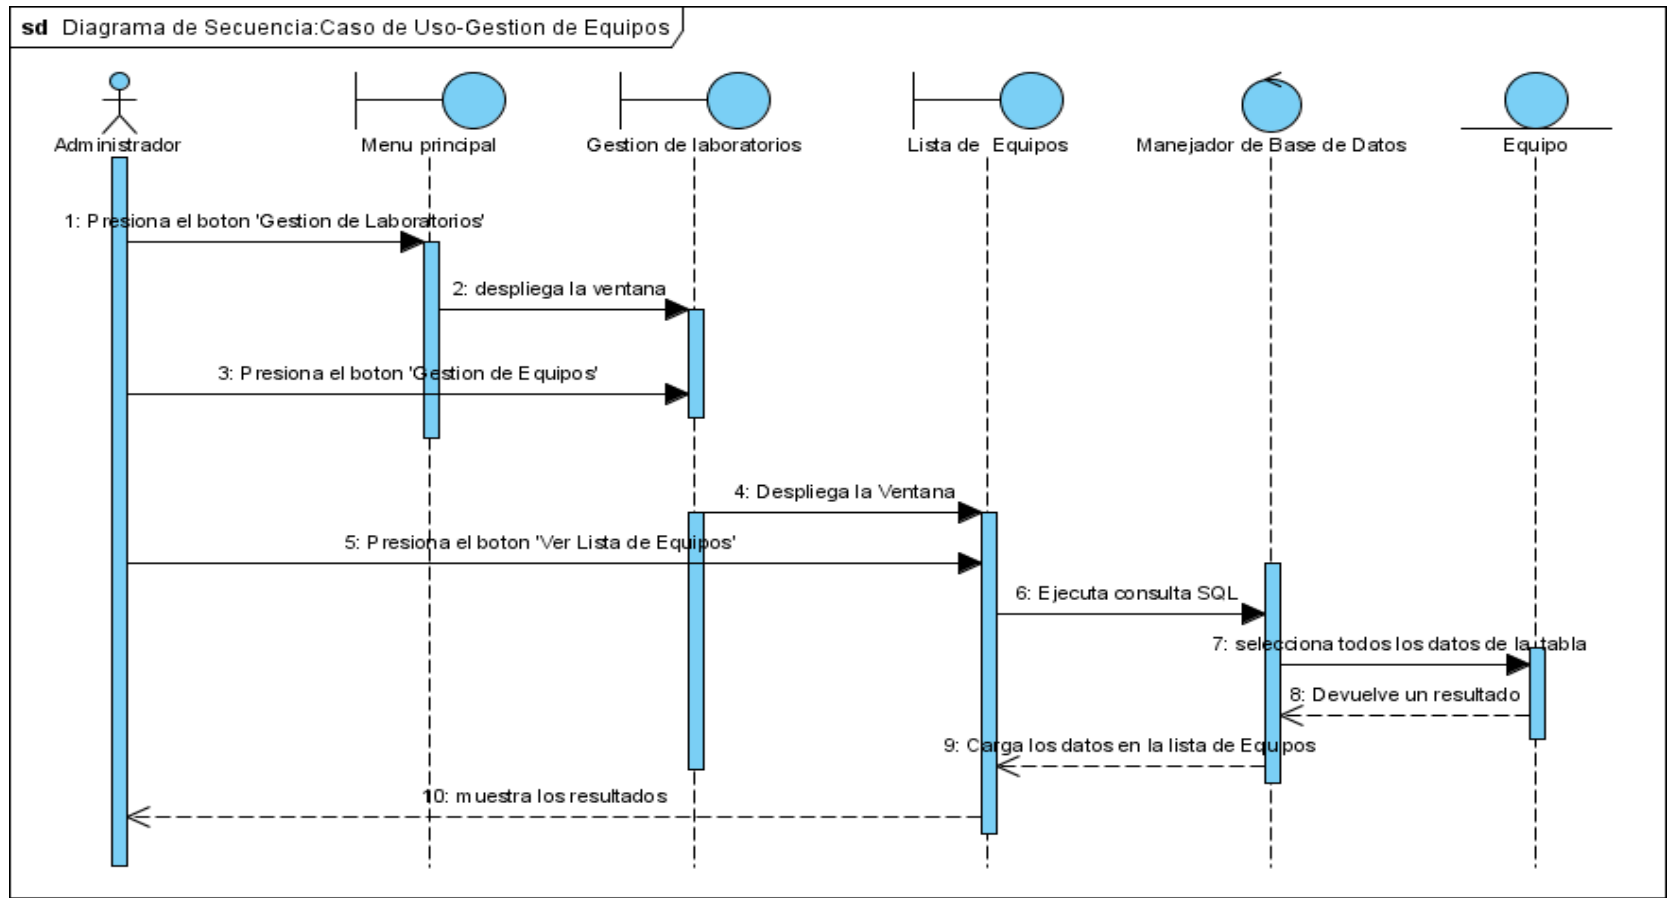 sd Diagrama de Secuencia:Caso de Uso-Gestion de Equipos
Administrador
Menu principal
Gestion de laboratorios
Lista de Equipos
Manejador de Base de Datos
Equipo
1: Presiona el boton 'Gestion de Laboratorios'
2: despliega la ventana
3: Presiona el boton 'Gestion de Equipos'
4: Despliega la Ventana
5: Presiona el boton 'Ver Lista de Equipos'
6: Ejecuta consulta SQL
7: selecciona todos los datos de la tabla
8: Devuelve un resultado
9: Carga los datos en la lista de Equpos
10: muestra los resultados